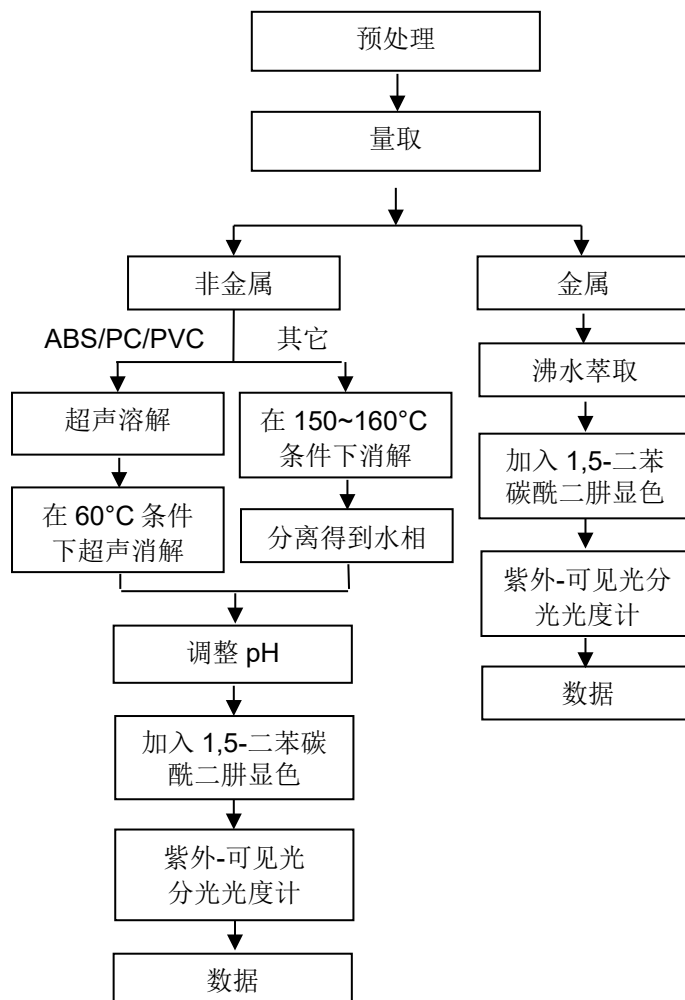 预处理
量取
非金属
金属
ABS/PC/PVC
其它
沸水萃取
超声溶解
在 150~160°C
条件下消解
加入 1,5-二苯
碳酰二肼显色
在 60°C 条件
下超声消解
分离得到水相
紫外-可见光分
光光度计
调整 pH
数据
加入 1,5-二苯碳
酰二肼显色
紫外-可见光
分光光度计
数据